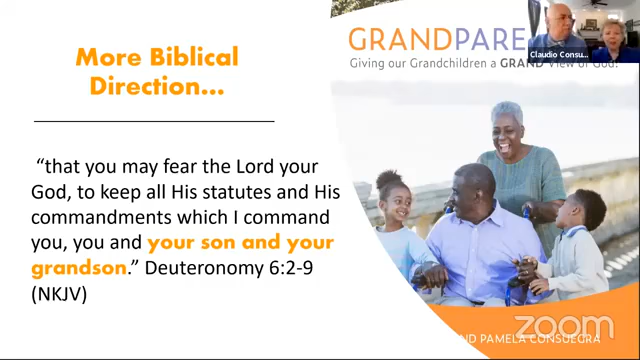 More Biblical
Direction...
“that you may fear the Lord your
God, to keep all His statutes and His
commandments which I command
you, you and your son and your
grandson.” Deuteronomy 6:2-9
(NKJV)
GRANDPARE
Giving our Grandchildren a GRAND View of God!
Claudio Consu...
ND PAMELA CONSUEGRA
zoom